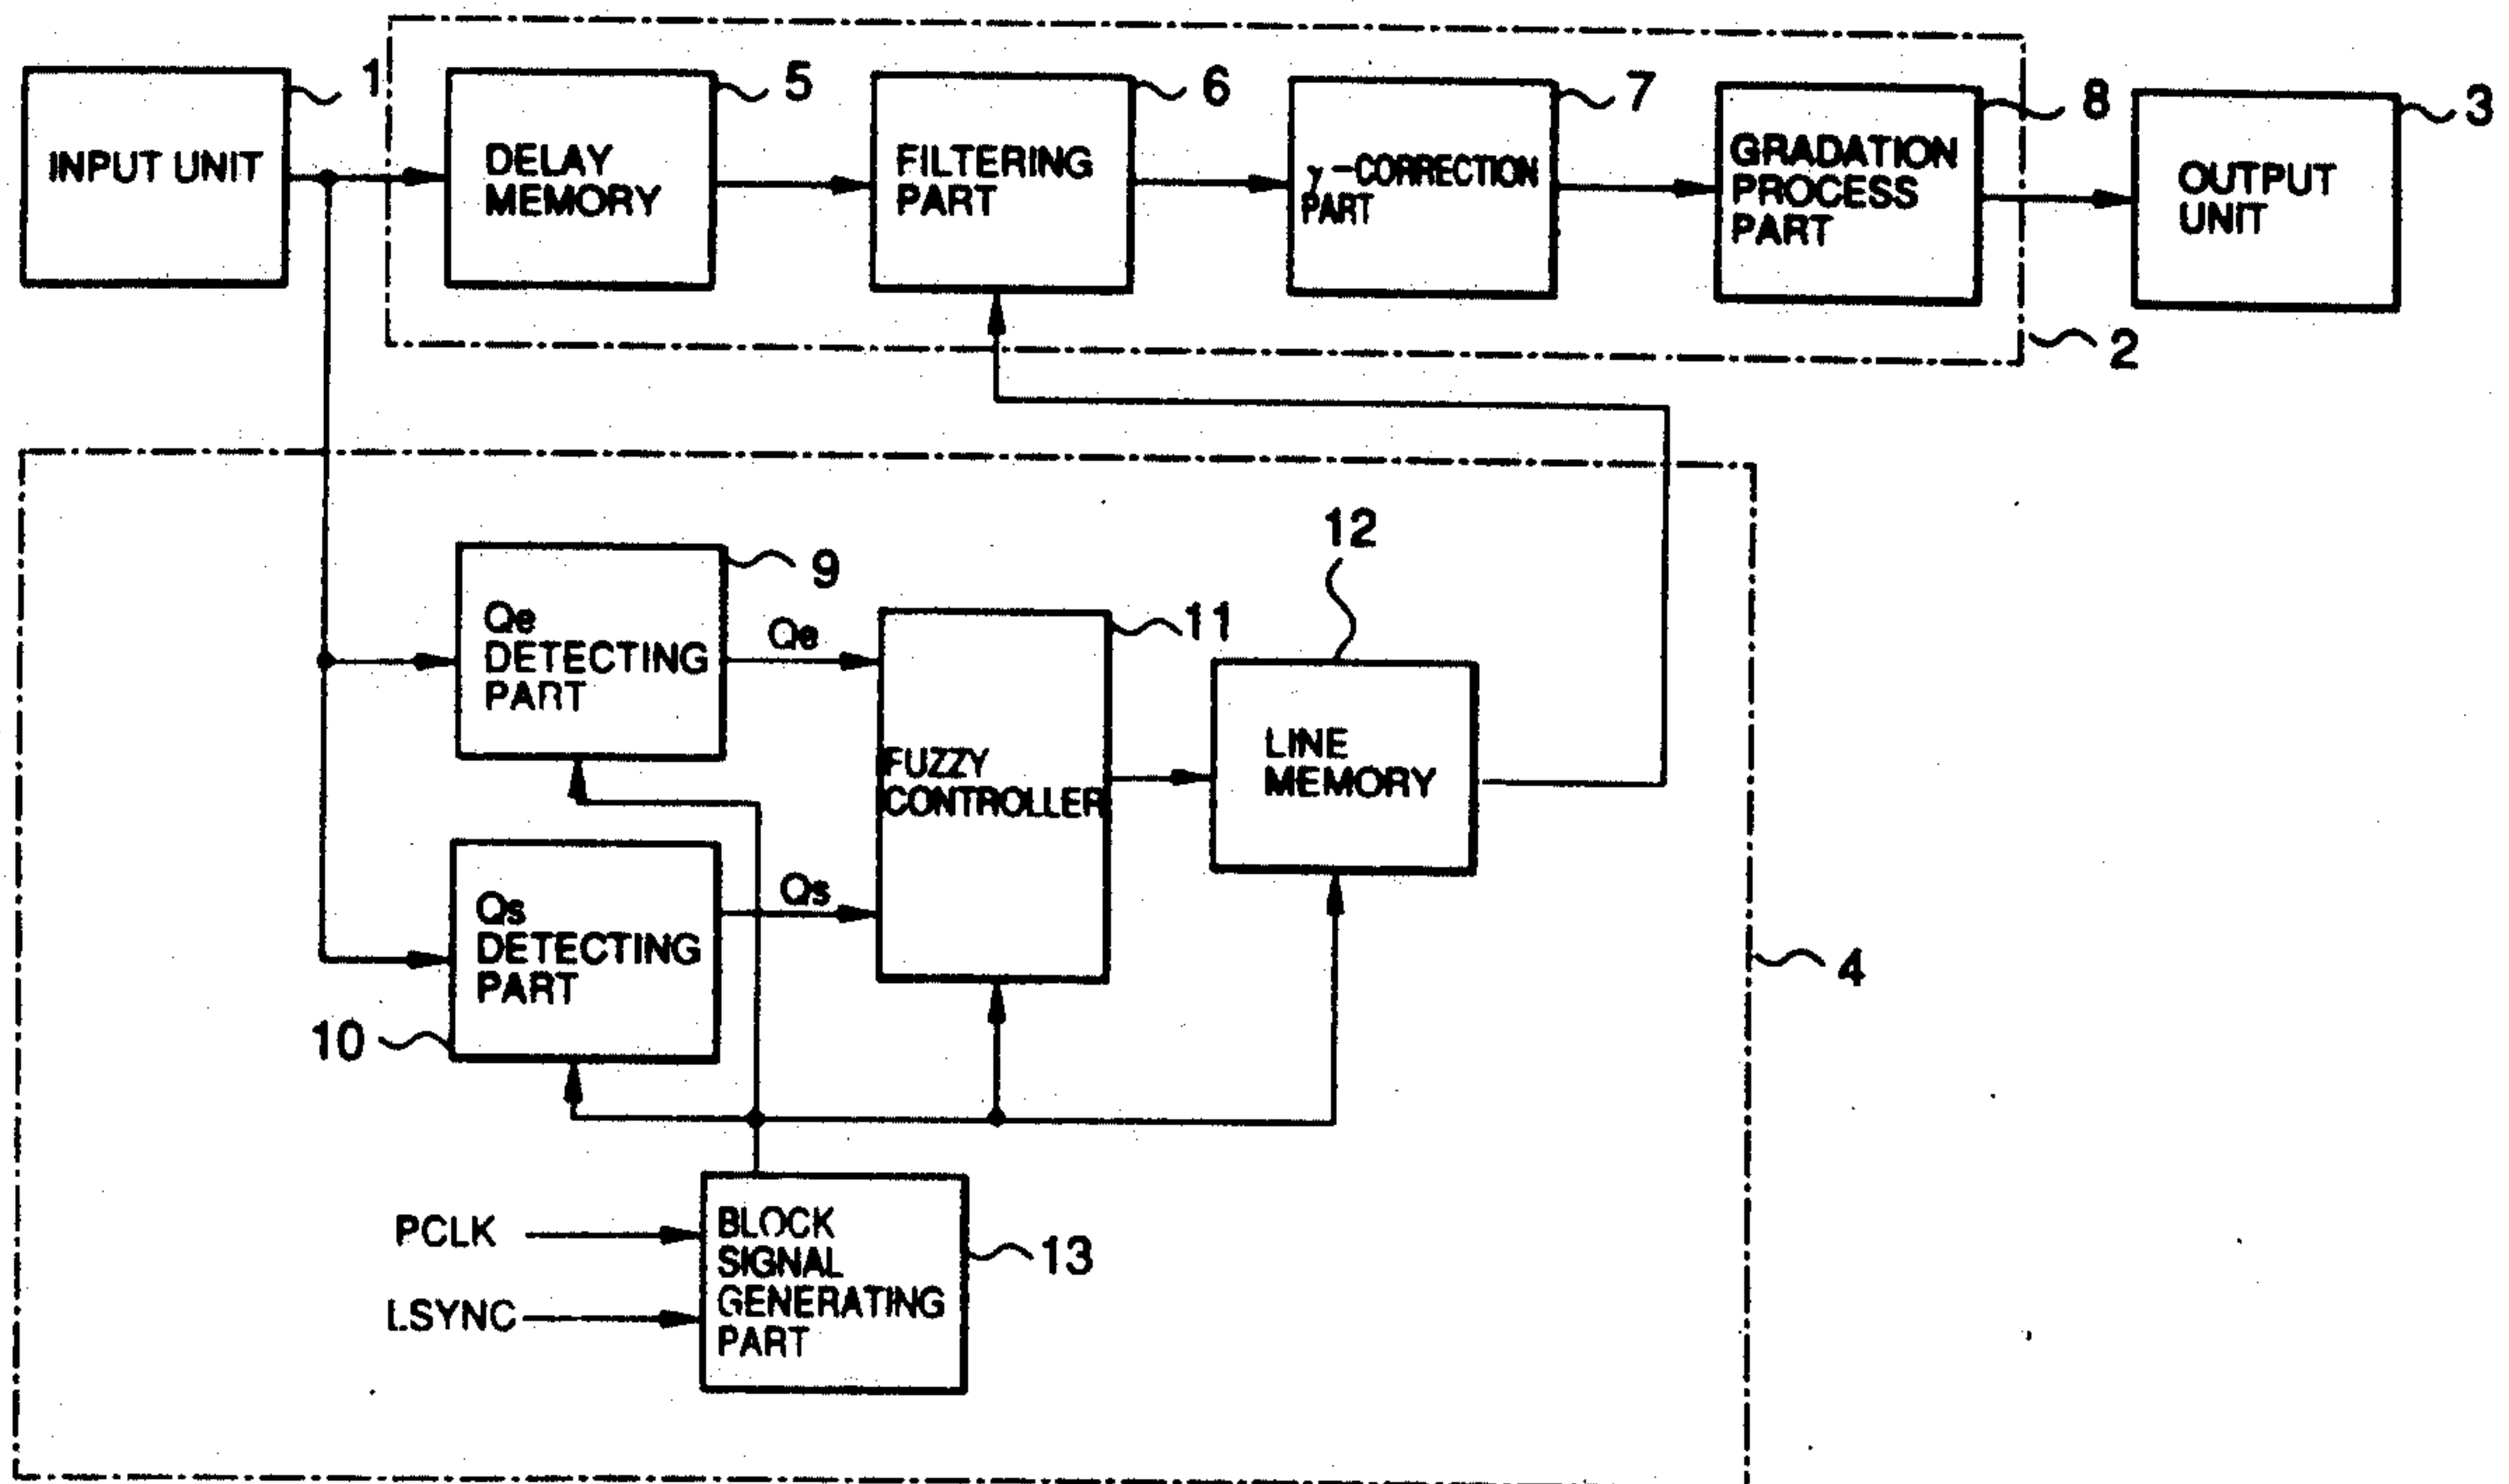 1
INPUT UNIT
5
DELAY
MEMORY
6
FILTERING
PART
7
γ-CORRECTION
PART
8
GRADATION
PROCESS
PART
3
OUTPUT
UNIT
2
9
Qe
DETECTING
PART
Qe
11
FUZZY
CONTROLLER
12
LINE
MEMORY
Qs
DETECTING
PART
Qs
10
4
PCLK
LSYNC
BLOCK
SIGNAL
GENERATING
PART
13